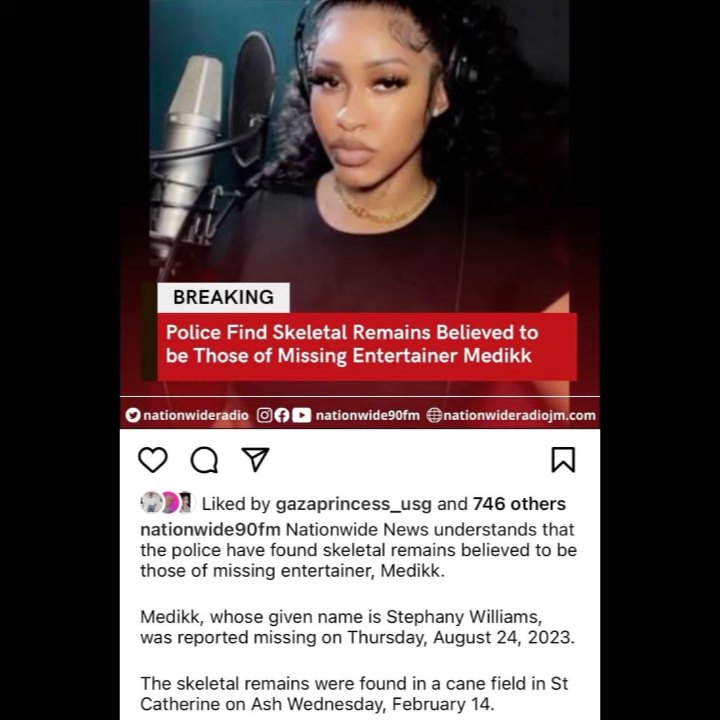 BREAKING
Police Find Skeletal Remains Believed to
be Those of Missing Entertainer Medikk
nationwideradio nationwide90fm nationwideradiojm.com
Liked by gazaprincess_usg and 746 others
nationwide90fm Nationwide News understands that
the police have found skeletal remains believed to be
those of missing entertainer, Medikk.
Medikk, whose given name is Stephany Williams,
was reported missing on Thursday, August 24, 2023.
The skeletal remains were found in a cane field in St
Catherine on Ash Wednesday, February 14.